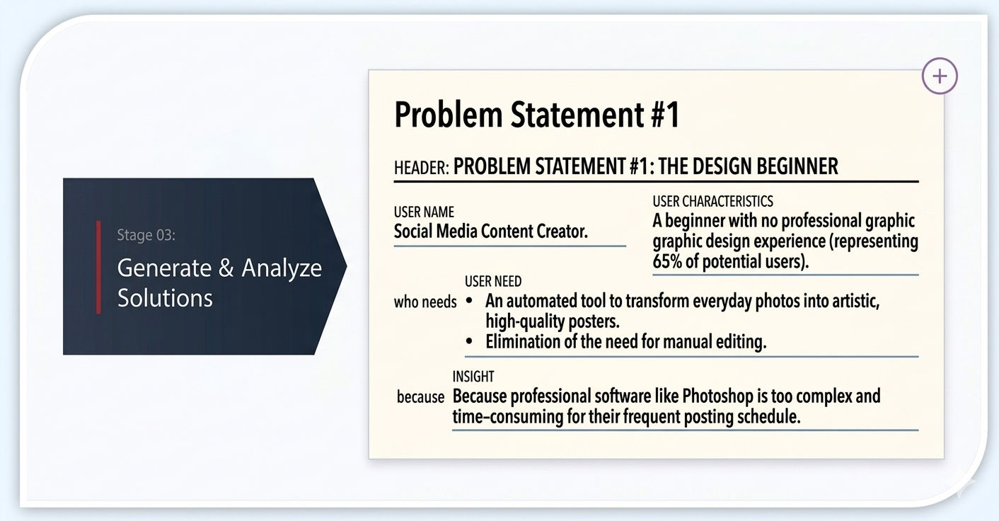 Stage 03:
Generate & Analyze
Solutions
Problem Statement #1
HEADER: PROBLEM STATEMENT #1: THE DESIGN BEGINNER
USER NAME
Social Media Content Creator.
USER CHARACTERISTICS
A beginner with no professional graphic
graphic design experience (representing
65% of potential users).
USER NEED
who needs • An automated tool to transform everyday photos into artistic,
high-quality posters.
• Elimination of the need for manual editing.
INSIGHT
because Because professional software like Photoshop is too complex and
time-consuming for their frequent posting schedule.